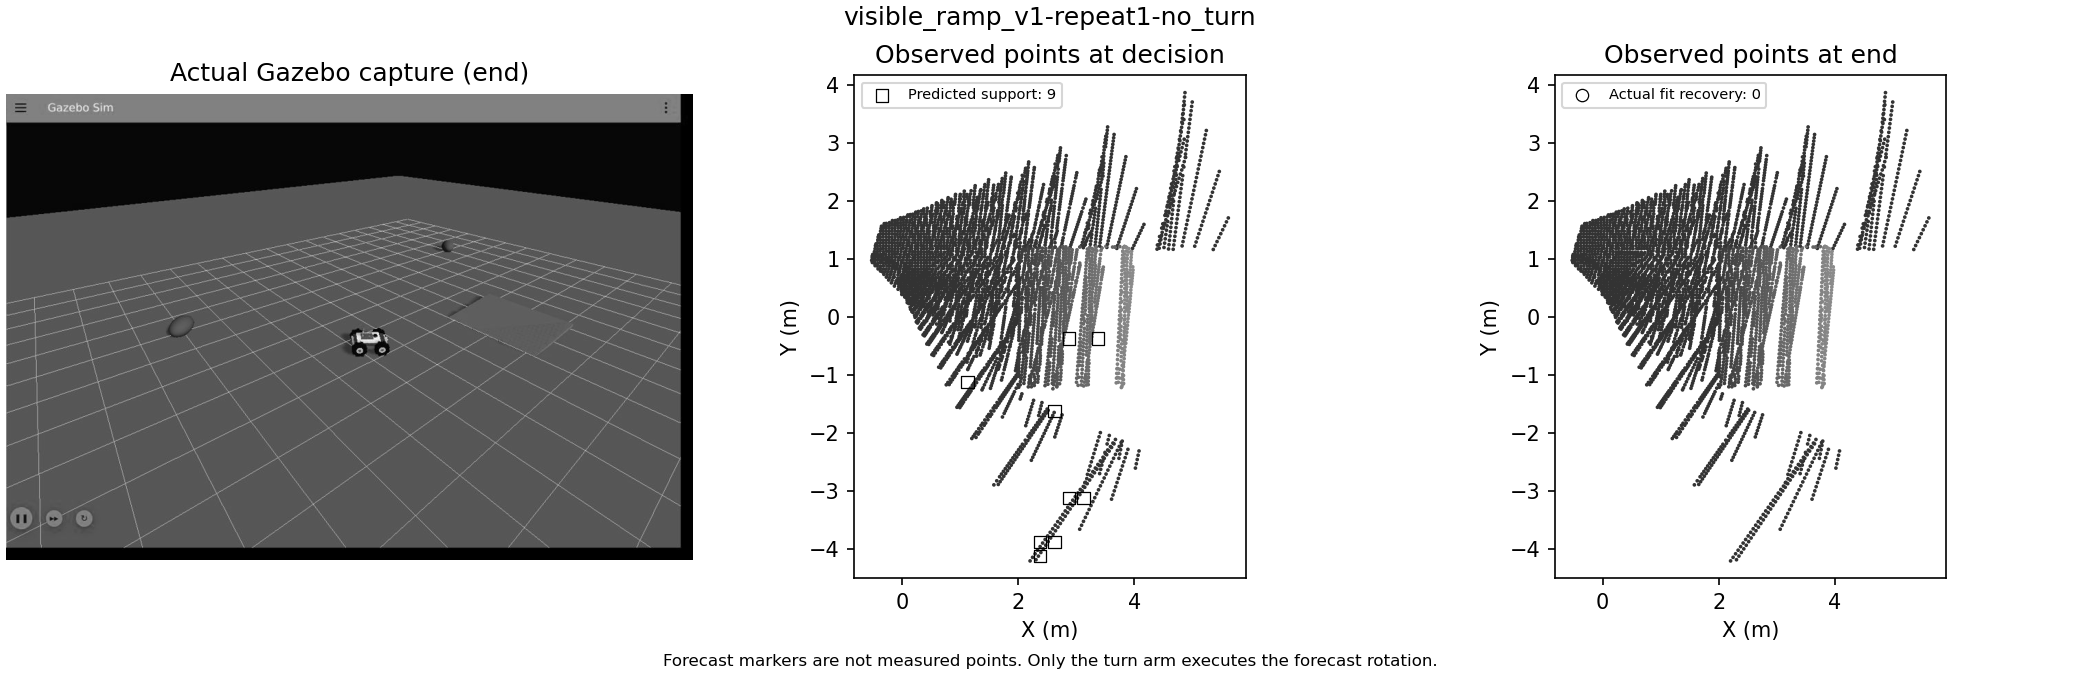 visible_ramp_v1-repeat1-no_turn
Actual Gazebo capture (end)
Gazebo Sim
Observed points at decision
Predicted support: 9
4
3
2
1
0
−1
−2
−3
−4
Y (m)
0 2 4
X (m)
Observed points at end
Actual fit recovery: 0
4
3
2
1
0
−1
−2
−3
−4
Y (m)
0 2 4
X (m)
Forecast markers are not measured points. Only the turn arm executes the forecast rotation.